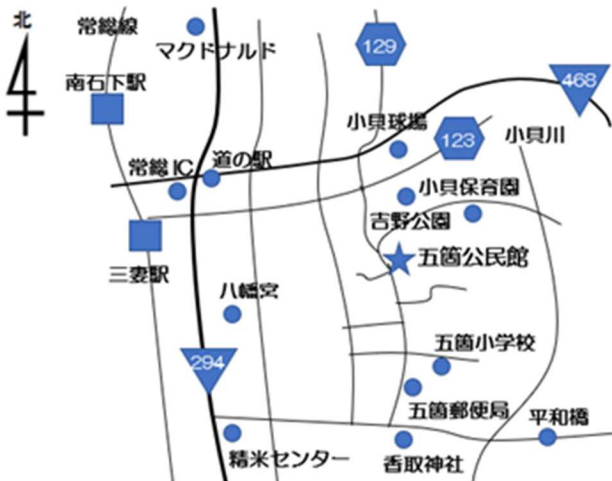 北
常総線
マクドナルド
129
468
南石下駅
小貝球場
123
小貝川
常総IC
道の駅
小貝保育園
吉野公園
三妻駅
五箇公民館
八幡宮
294
五箇小学校
五箇郵便局
平和橋
精米センター
香取神社